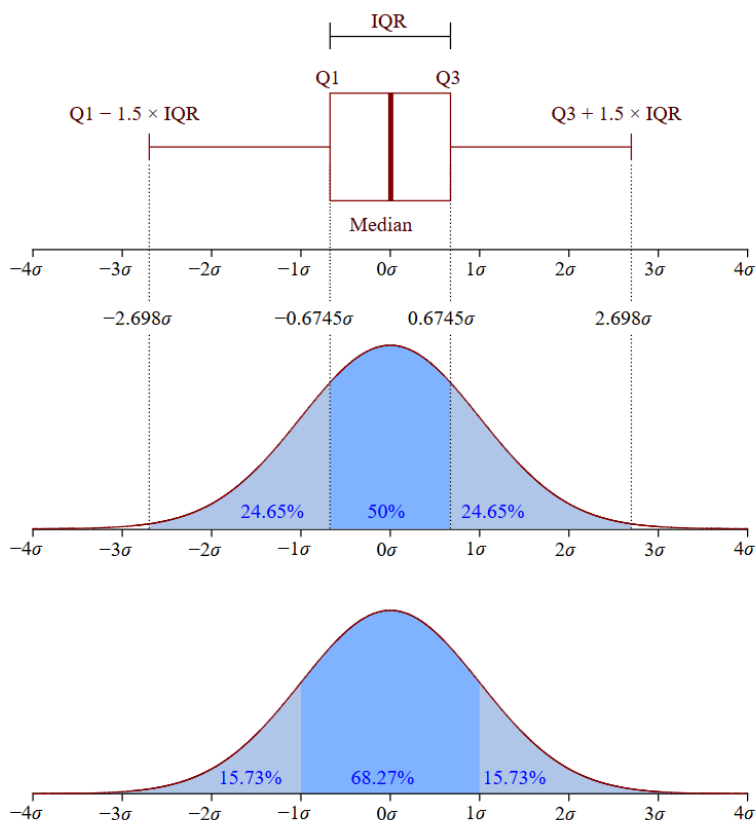 IQR
Q1 Q3
Q1 − 1.5 × IQR Q3 + 1.5 × IQR
Median
−4σ −3σ −2σ −1σ 0σ 1σ 2σ 3σ 4σ
−2.698σ −0.6745σ 0.6745σ 2.698σ
24.65% 50% 24.65%
−4σ −3σ −2σ −1σ 0σ 1σ 2σ 3σ 4σ
15.73% 68.27% 15.73%
−4σ −3σ −2σ −1σ 0σ 1σ 2σ 3σ 4σ